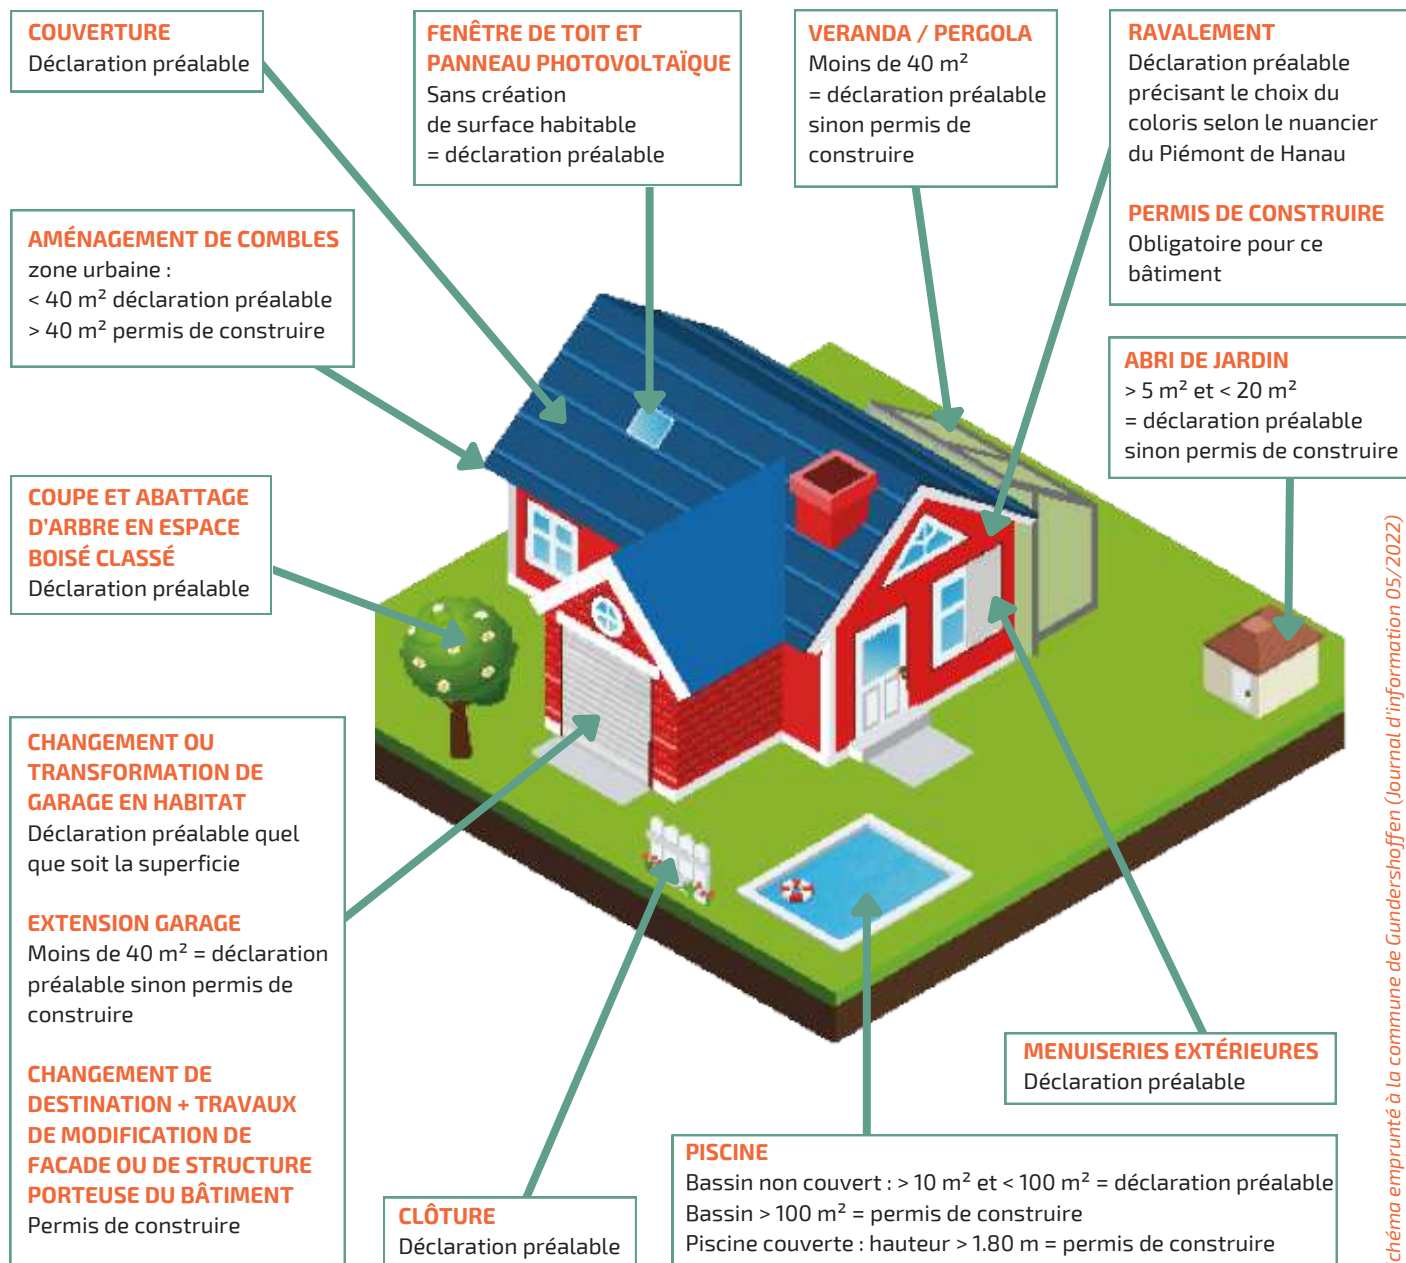 COUVERTURE
Déclaration préalable
FENÊTRE DE TOIT ET
PANNEAU PHOTOVOLTAÏQUE
Sans création
de surface habitable
= déclaration préalable
VERANDA / PERGOLA
Moins de 40 m²
= déclaration préalable
sinon permis de
construire
RAVALEMENT
Déclaration préalable
précisant le choix du
coloris selon le nuancier
du Piémont de Hanau
PERMIS DE CONSTRUIRE
Obligatoire pour ce
bâtiment
AMÉNAGEMENT DE COMBLES
zone urbaine :
< 40 m² déclaration préalable
> 40 m² permis de construire
ABRI DE JARDIN
> 5 m² et < 20 m²
= déclaration préalable
sinon permis de construire
COUPE ET ABATTAGE
D'ARBRE EN ESPACE
BOISÉ CLASSÉ
Déclaration préalable
CHANGEMENT OU
TRANSFORMATION DE
GARAGE EN HABITAT
Déclaration préalable quel
que soit la superficie
EXTENSION GARAGE
Moins de 40 m² = déclaration
préalable sinon permis de
construire
CHANGEMENT DE
DESTINATION + TRAVAUX
DE MODIFICATION DE
FACADE OU DE STRUCTURE
PORTEUSE DU BÂTIMENT
Permis de construire
CLÔTURE
Déclaration préalable
MENUISERIES EXTÉRIEURES
Déclaration préalable
PISCINE
Bassin non couvert : > 10 m² et < 100 m² = déclaration préalable
Bassin > 100 m² = permis de construire
Piscine couverte : hauteur > 1.80 m = permis de construire
chéma emprunté à la commune de Gundershoffen (Journal d'information 05/2022)